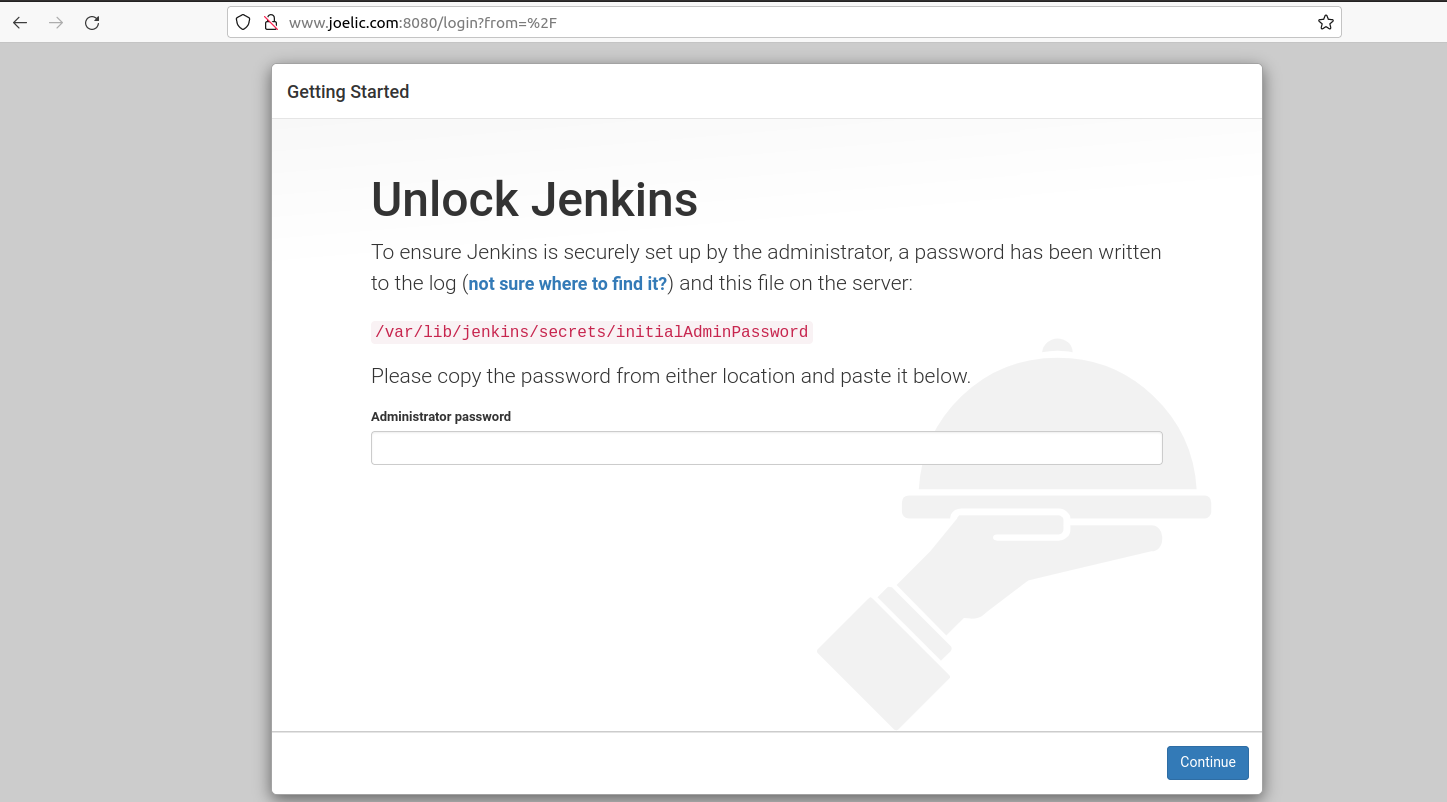 www.joelic.com:8080/login?from=%2F
Getting Started
Unlock Jenkins
To ensure Jenkins is securely set up by the administrator, a password has been written
to the log (not sure where to find it?) and this file on the server:
/var/lib/jenkins/secrets/initialAdminPassword
Please copy the password from either location and paste it below.
Administrator password
Continue